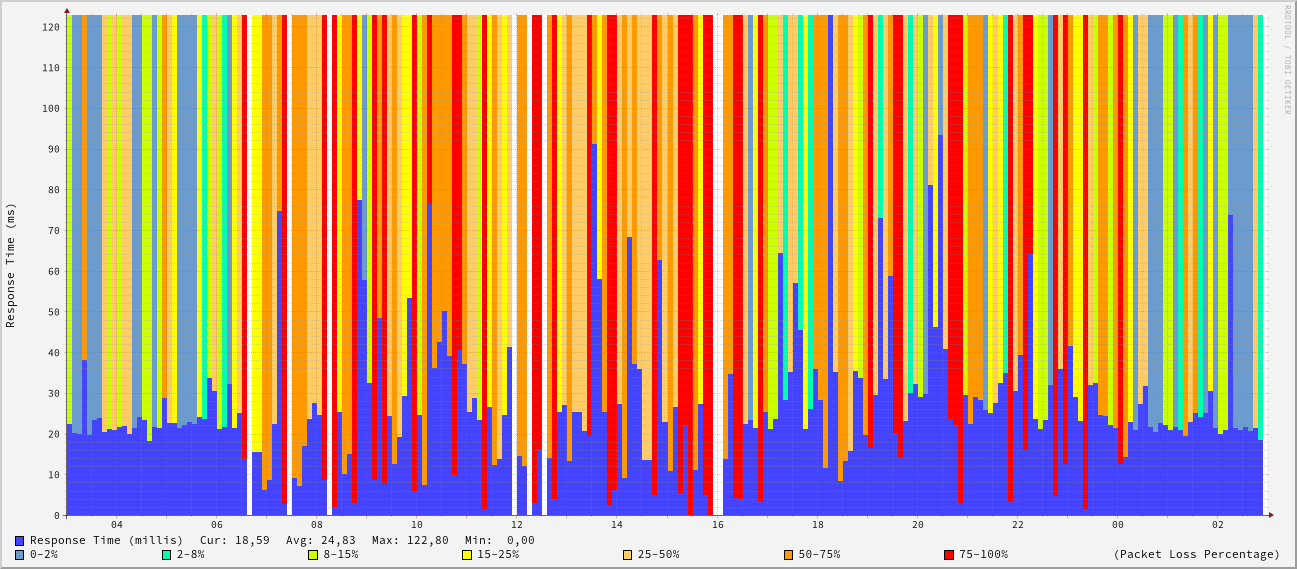 RRDTOOL / TOBI OETIKER
Response Time (ms)
120
110
100
90
80
70
60
50
40
30
20
10
0
04 06 08 10 12 14 16 18 20 22 00 02
Response Time (millis) Cur: 18,59 Avg: 24,83 Max: 122,80 Min: 0,00
0-2% 2-8% 8-15% 15-25% 25-50% 50-75% 75-100% (Packet Loss Percentage)